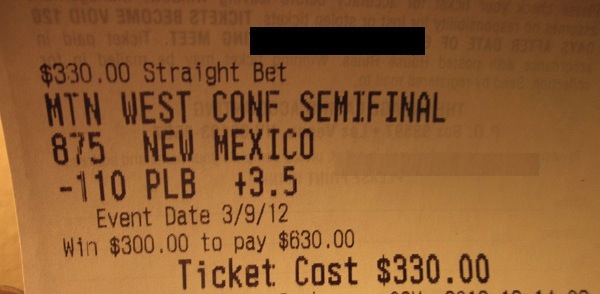 $330.00 Straight Bet
MTN WEST CONF SEMIFINAL
875 NEW MEXICO
-110 PLB +3.5
Event Date 3/9/12
Win $300.00 to pay $630.00
Ticket Cost $330.00